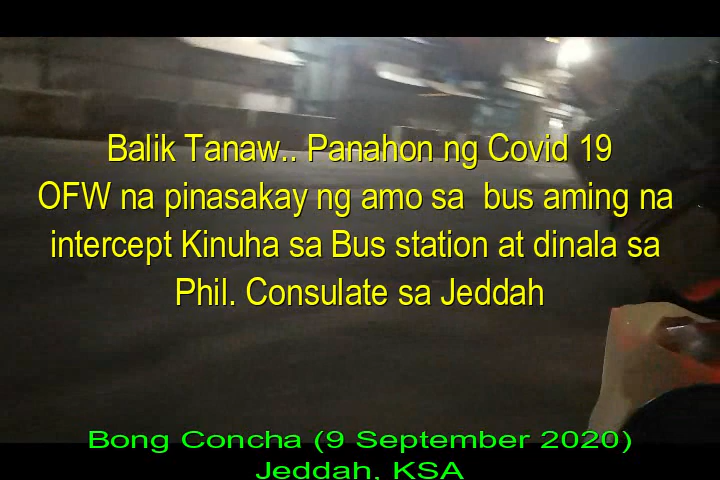 Balik Tanaw.. Panahon ng Covid 19
OFW na pinasakay ng amo sa bus aming na
intercept Kinuha sa Bus station at dinala sa
Phil. Consulate sa Jeddah
Bong Concha (9 September 2020)
Jeddah, KSA